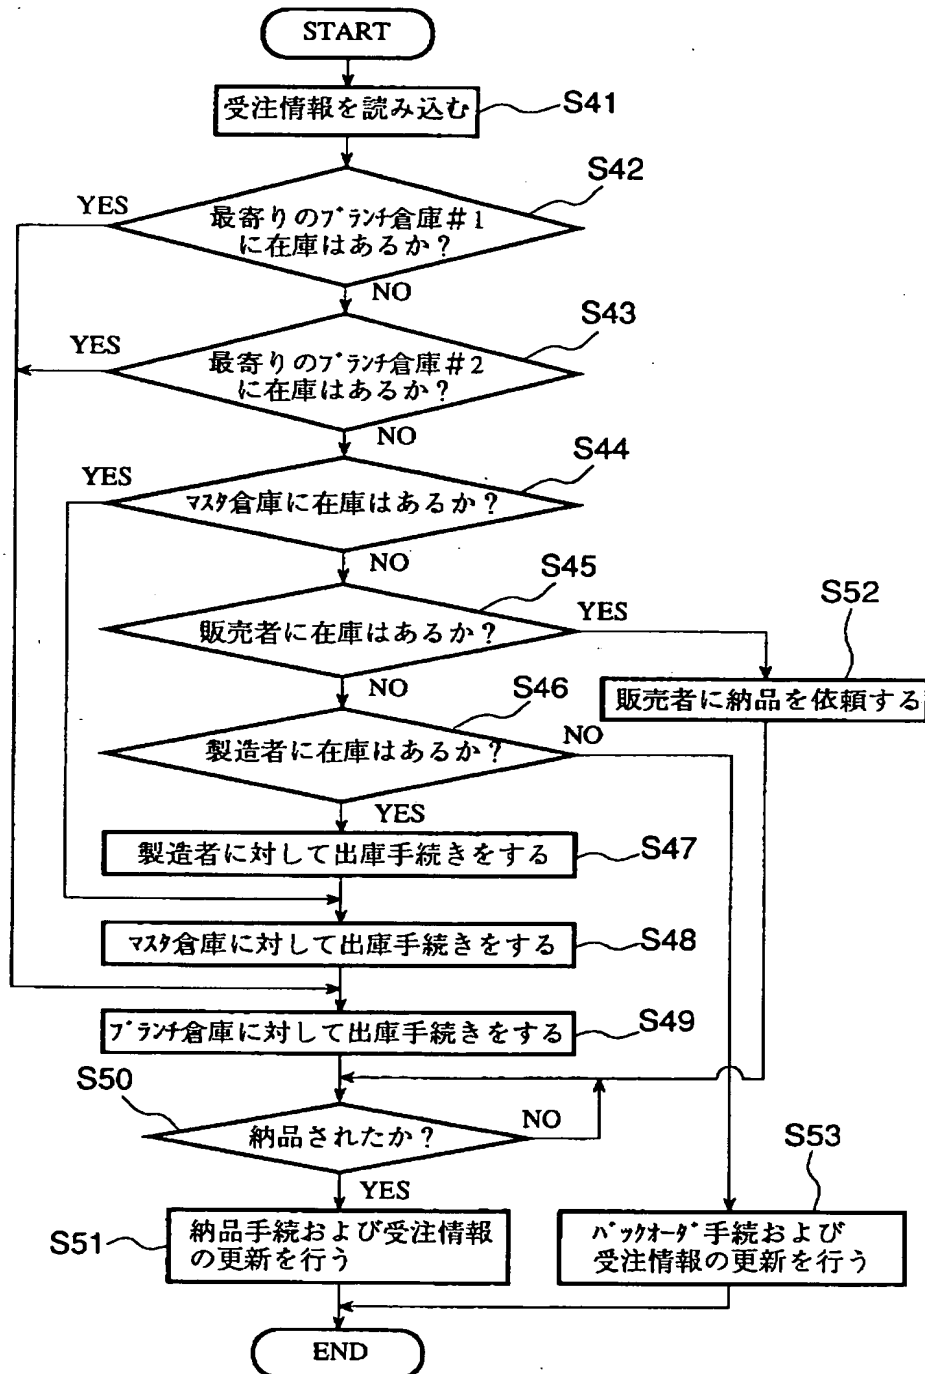 START
受注情報を読み込む
S41
S42
YES
最寄りのブランチ倉庫#1
に在庫はあるか?
NO
S43
YES
最寄りのブランチ倉庫#2
に在庫はあるか?
NO
S44
YES
マスタ倉庫に在庫はあるか?
NO
S45
販売者に在庫はあるか?
YES
S52
NO
販売者に納品を依頼する
S46
製造者に在庫はあるか?
NO
YES
製造者に対して出庫手続きをする
S47
マスタ倉庫に対して出庫手続きをする
S48
ブランチ倉庫に対して出庫手続きをする
S49
S50
納品されたか?
NO
YES
S53
S51
納品手続および受注情報
の更新を行う
バックオーダ手続および
受注情報の更新を行う
END